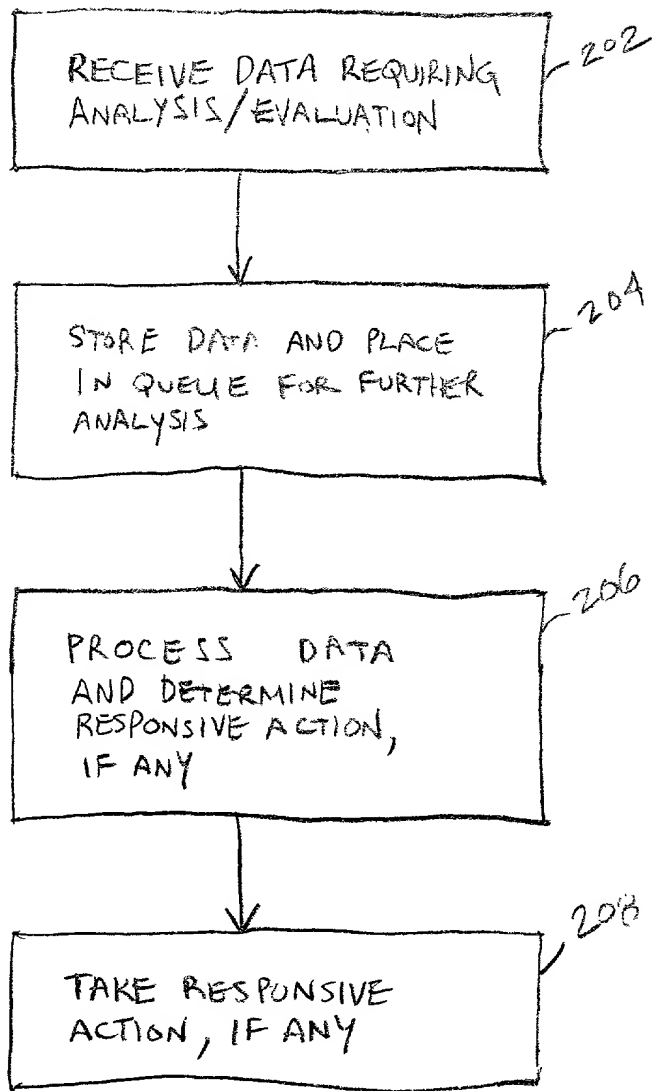 RECEIVE DATA REQUIRING
ANALYSIS/EVALUATION
202
STORE DATA AND PLACE
IN QUEUE FOR FURTHER
ANALYSIS
204
PROCESS DATA
AND DETERMINE
RESPONSIVE ACTION,
IF ANY
206
TAKE RESPONSIVE
ACTION, IF ANY
208